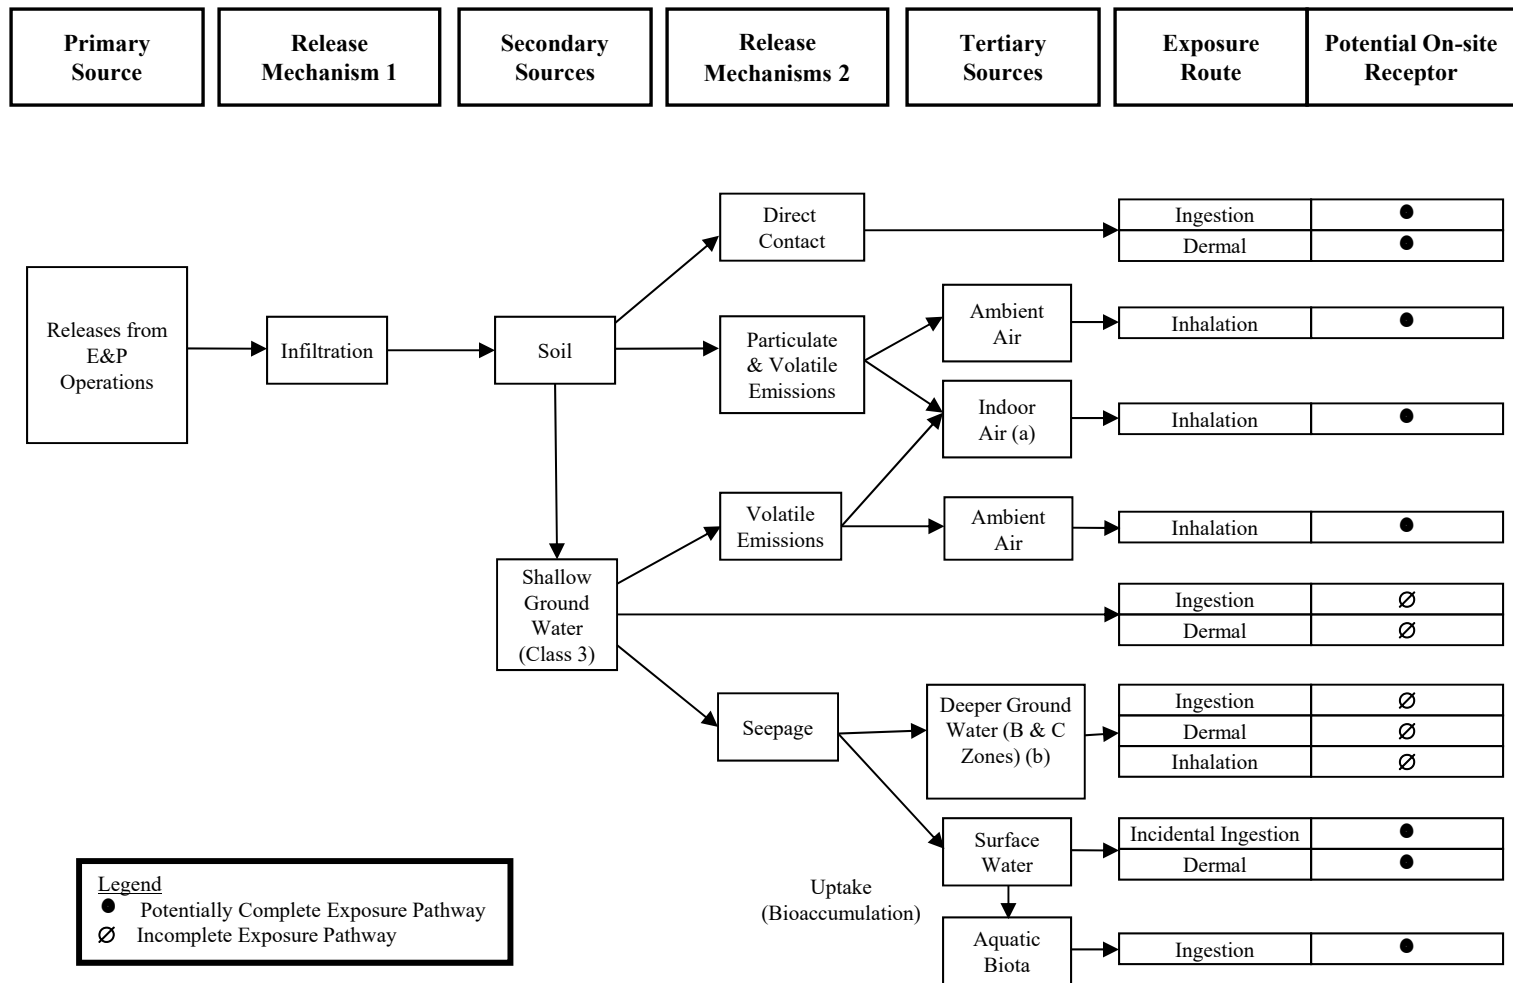 Primary
Source
Release
Mechanism 1
Secondary
Sources
Release
Mechanisms 2
Tertiary
Sources
Exposure
Route
Potential On-site
Receptor
Releases from
E&P
Operations
Infiltration
Soil
Direct
Contact
Ingestion
Dermal
Particulate
& Volatile
Emissions
Ambient
Air
Inhalation
Indoor
Air (a)
Inhalation
Shallow
Ground
Water
(Class 3)
Volatile
Emissions
Ambient
Air
Inhalation
Ingestion
Dermal
Seepage
Deeper Ground
Water (B & C
Zones) (b)
Ingestion
Dermal
Inhalation
Surface
Water
Incidental Ingestion
Dermal
Uptake
(Bioaccumulation)
Aquatic
Biota
Ingestion
Legend
Potentially Complete Exposure Pathway
Incomplete Exposure Pathway